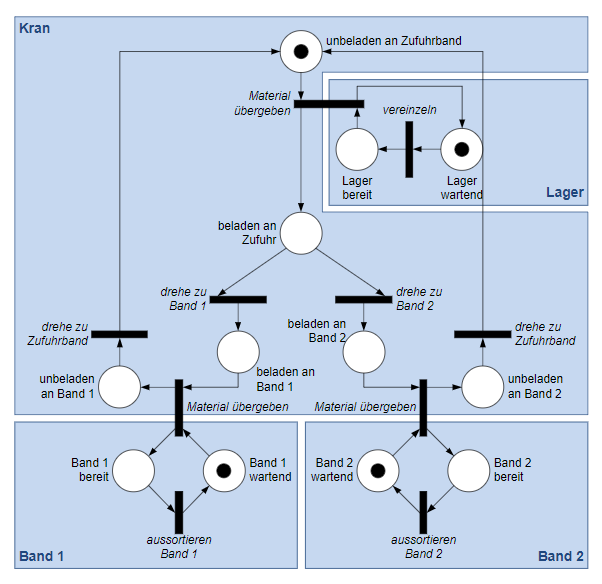 Kran
unbeladen an Zufuhrband
Material
übergeben
vereinzeln
Lager
bereit
Lager
wartend
Lager
beladen an
Zufuhr
drehe zu
Band 1
drehe zu
Band 2
drehe zu
Zufuhrband
beladen an
Band 2
drehe zu
Zufuhrband
beladen an
Band 1
unbeladen
an Band 1
unbeladen
an Band 2
Material übergeben
Material übergeben
Band 1
bereit
Band 1
wartend
Band 2
wartend
Band 2
bereit
aussortieren
Band 1
aussortieren
Band 2
Band 1
Band 2